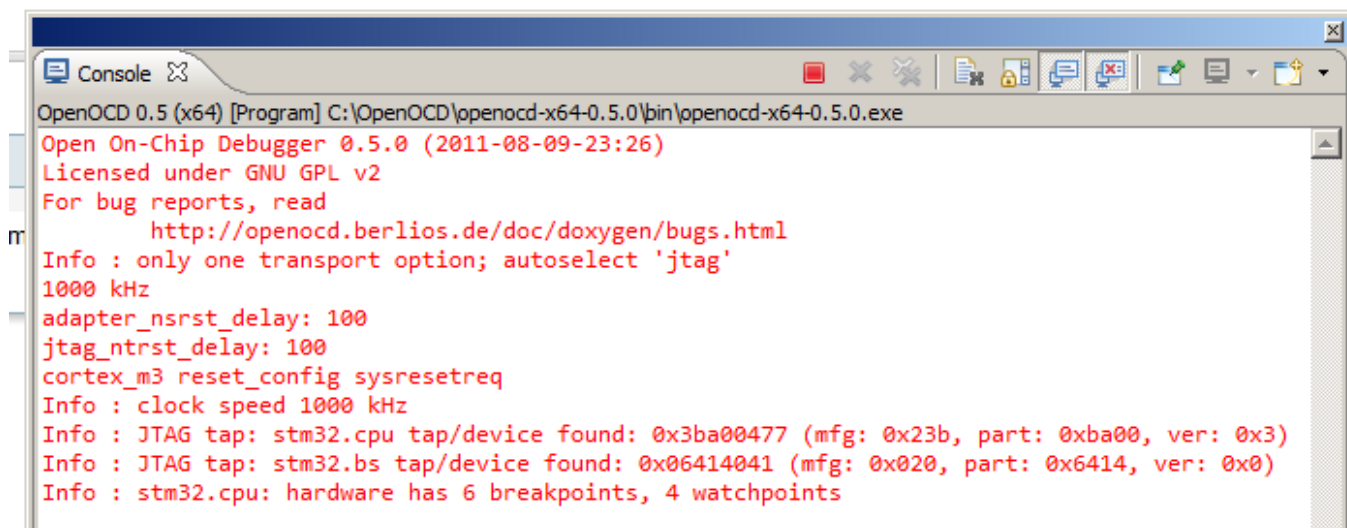 Console
OpenOCD 0.5 (x64) [Program] C:\OpenOCD\openocd-x64-0.5.0\bin\openocd-x64-0.5.0.exe
Open On-Chip Debugger 0.5.0 (2011-08-09-23:26)
Licensed under GNU GPL v2
For bug reports, read
        http://openocd.berlios.de/doc/doxygen/bugs.html
m
Info : only one transport option; autoselect 'jtag'
1000 kHz
adapter_nsrst_delay: 100
jtag_ntrst_delay: 100
cortex_m3 reset_config sysresetreq
Info : clock speed 1000 kHz
Info : JTAG tap: stm32.cpu tap/device found: 0x3ba00477 (mfg: 0x23b, part: 0xba00, ver: 0x3)
Info : JTAG tap: stm32.bs tap/device found: 0x06414041 (mfg: 0x020, part: 0x6414, ver: 0x0)
Info : stm32.cpu: hardware has 6 breakpoints, 4 watchpoints